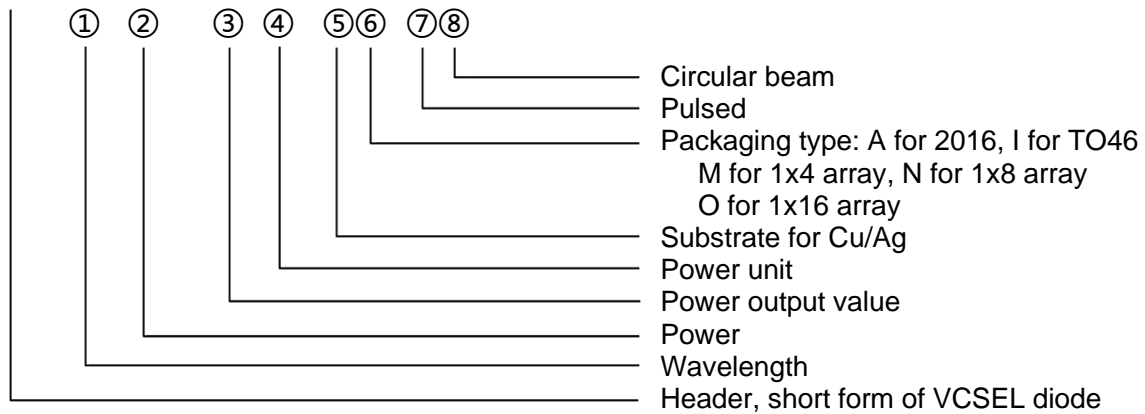 ① ② ③ ④ ⑤⑥ ⑦⑧
Circular beam
Pulsed
Packaging type: A for 2016, I for TO46
M for 1x4 array, N for 1x8 array
O for 1x16 array
Substrate for Cu/Ag
Power unit
Power output value
Power
Wavelength
Header, short form of VCSEL diode